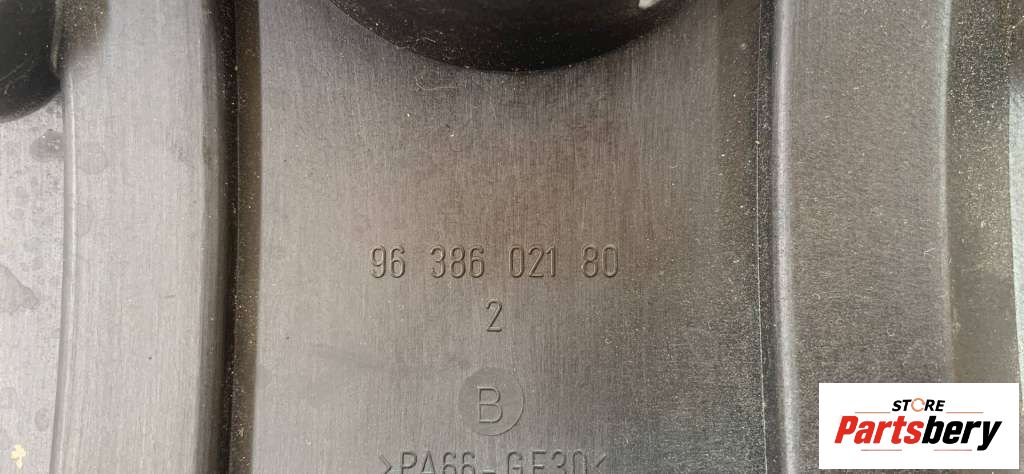 96 386 021 80
2
B
>PA66-GF30<
STORE
Partsbery